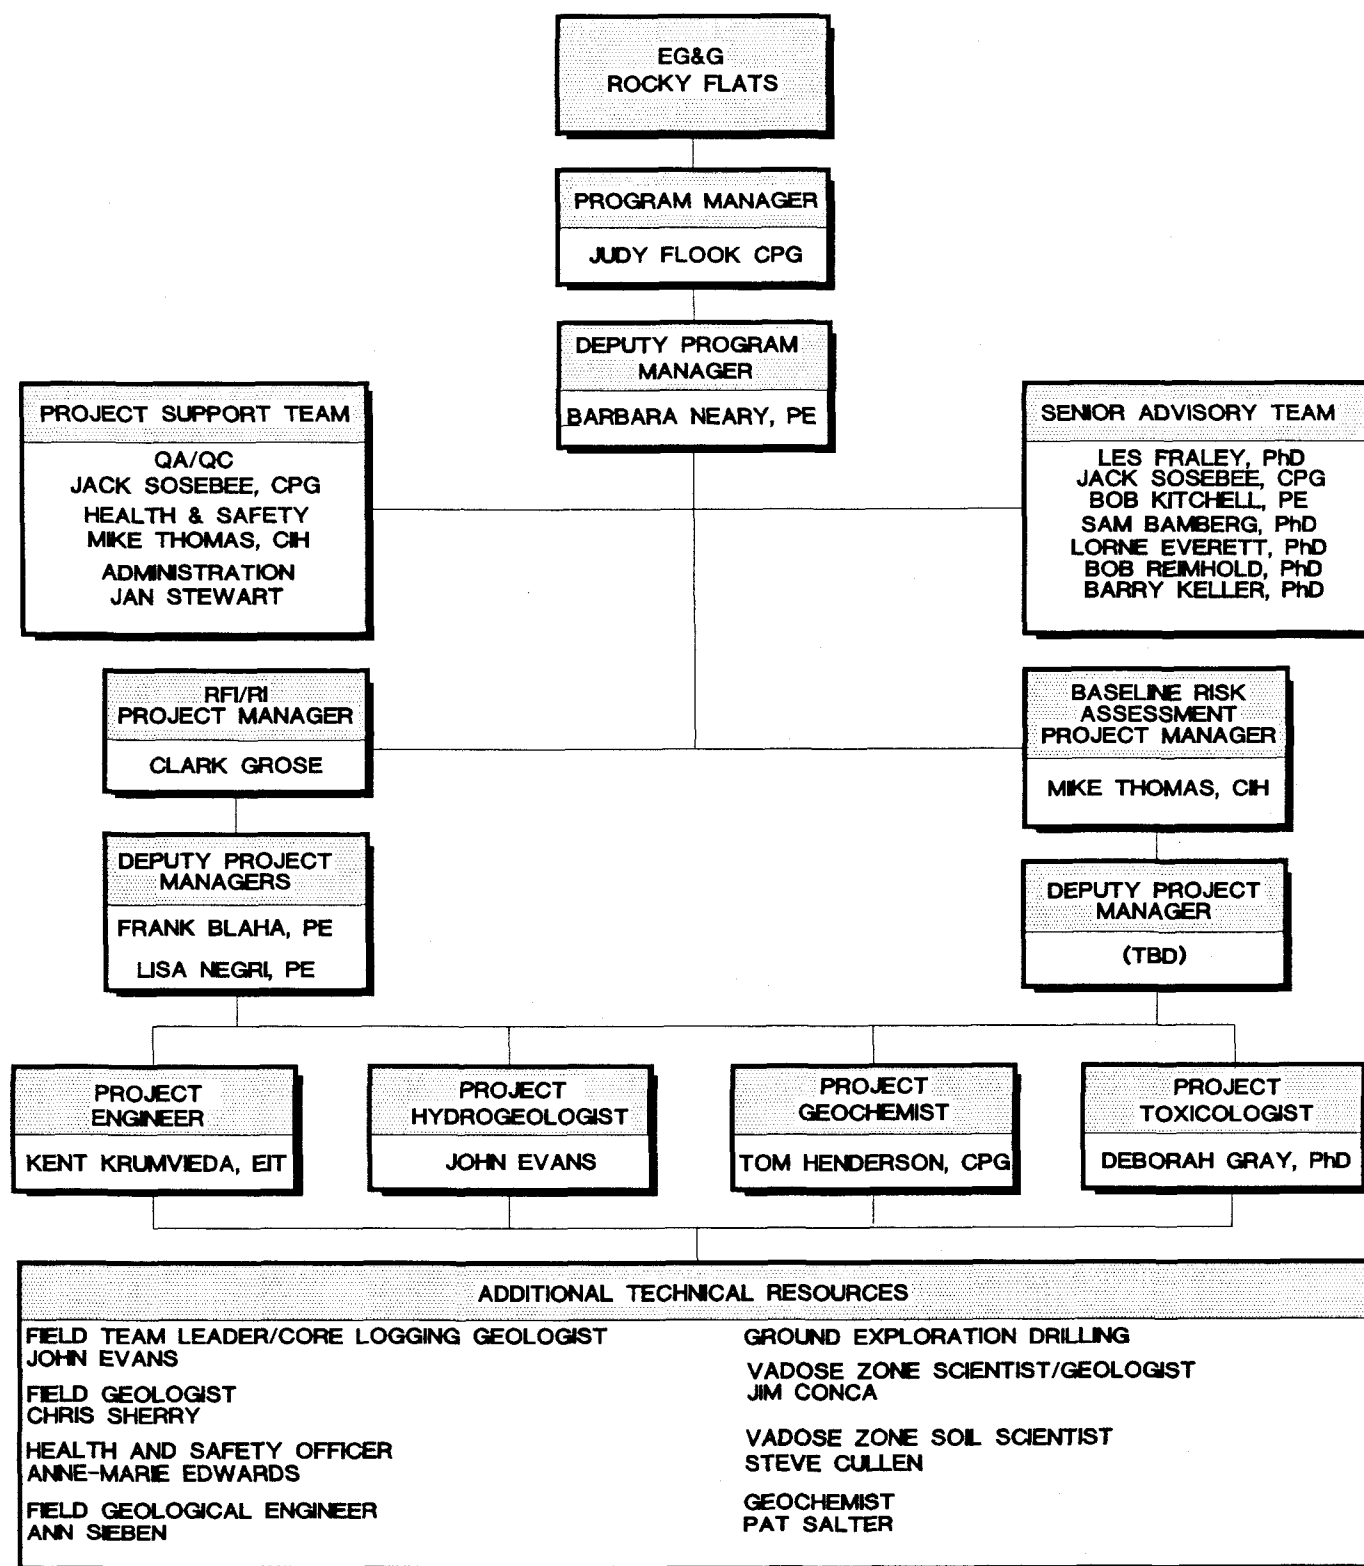 EG&G
ROCKY FLATS
PROGRAM MANAGER
JUDY FLOOK CPG
DEPUTY PROGRAM
MANAGER
BARBARA NEARY, PE
PROJECT SUPPORT TEAM
QA/QC
JACK SOSEBEE, CPG
HEALTH & SAFETY
MIKE THOMAS, CIH
ADMINISTRATION
JAN STEWART
SENIOR ADVISORY TEAM
LES FRALEY, PhD
JACK SOSEBEE, CPG
BOB KITCHELL, PE
SAM BAMBERG, PhD
LORNE EVERETT, PhD
BOB REIMHOLD, PhD
BARRY KELLER, PhD
RFI/RI
PROJECT MANAGER
CLARK GROSE
BASELINE RISK
ASSESSMENT
PROJECT MANAGER
MIKE THOMAS, CIH
DEPUTY PROJECT
MANAGERS
FRANK BLAHA, PE
LISA NEGRI, PE
DEPUTY PROJECT
MANAGER
(TBD)
PROJECT
ENGINEER
KENT KRUMVIEDA, EIT
PROJECT
HYDROGEOLOGIST
JOHN EVANS
PROJECT
GEOCHEMIST
TOM HENDERSON, CPG
PROJECT
TOXICOLOGIST
DEBORAH GRAY, PhD
ADDITIONAL TECHNICAL RESOURCES
FIELD TEAM LEADER/CORE LOGGING GEOLOGIST
JOHN EVANS
FIELD GEOLOGIST
CHRIS SHERRY
HEALTH AND SAFETY OFFICER
ANNE-MARIE EDWARDS
FIELD GEOLOGICAL ENGINEER
ANN SIEBEN
GROUND EXPLORATION DRILLING
VADOSE ZONE SCIENTIST/GEOLOGIST
JIM CONCA
VADOSE ZONE SOIL SCIENTIST
STEVE CULLEN
GEOCHEMIST
PAT SALTER